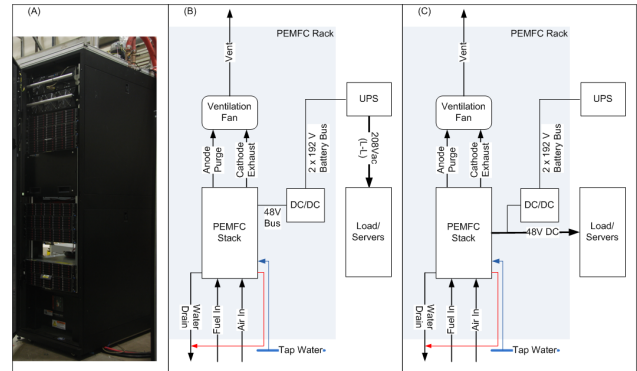 (A)
(B)
PEMFC Rack
Vent
Ventilation
Fan
UPS
2 x 192 V
Battery Bus
208Vac
(L-L)
Anode
Purge
Cathode
Exhaust
PEMFC
Stack
48V
Bus
DC/DC
Load/
Servers
Water
Drain
Fuel In
Air In
Tap Water
(C)
PEMFC Rack
Vent
Ventilation
Fan
UPS
2 x 192 V
Battery Bus
Anode
Purge
Cathode
Exhaust
PEMFC
Stack
DC/DC
48V DC
Load/
Servers
Water
Drain
Fuel In
Air In
Tap Water